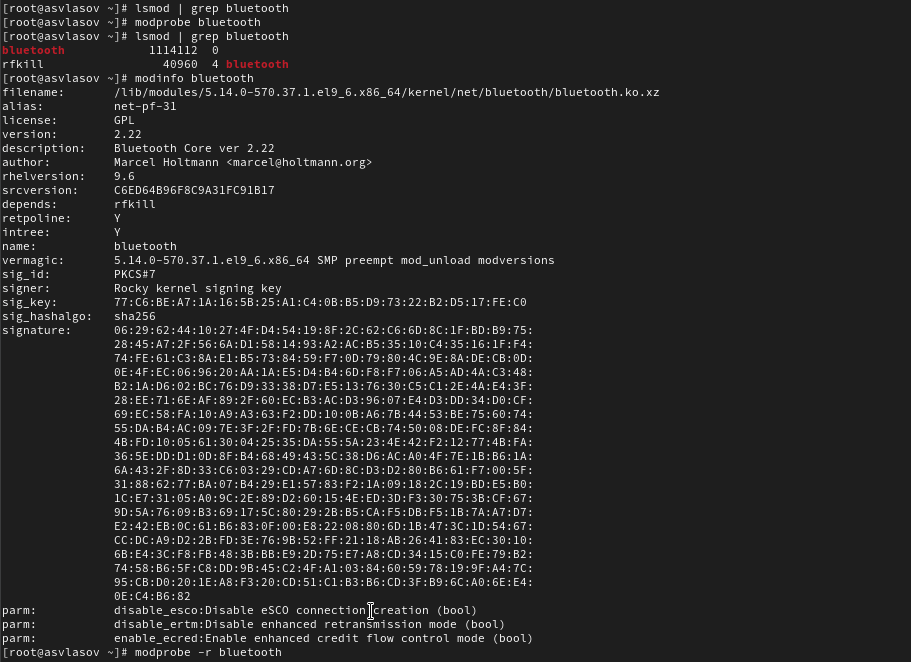 [root@asvlasov ~]# lsmod | grep bluetooth
[root@asvlasov ~]# modprobe bluetooth
[root@asvlasov ~]# lsmod | grep bluetooth
bluetooth 1114112 0
rfkill 40960 4 bluetooth
[root@asvlasov ~]# modinfo bluetooth
filename: /lib/modules/5.14.0-570.37.1.el9_6.x86_64/kernel/net/bluetooth/bluetooth.ko.xz
alias: net-pf-31
license: GPL
version: 2.22
description: Bluetooth Core ver 2.22
author: Marcel Holtmann <marcel@holtmann.org>
rhelversion: 9.6
srcversion: C6ED64B96F8C9A31FC91B17
depends: rfkill
retpoline: Y
intree: Y
name: bluetooth
vermagic: 5.14.0-570.37.1.el9_6.x86_64 SMP preempt mod_unload modversions
sig_id: PKCS#7
signer: Rocky kernel signing key
sig_key: 77:C6:BE:A7:1A:16:5B:25:A1:C4:0B:B5:D9:73:22:B2:D5:17:FE:C0
sig_hashalgo: sha256
signature: 06:29:62:44:10:27:4F:D4:54:19:8F:2C:62:C6:6D:8C:1F:BD:B9:75:
28:45:A7:2F:56:6A:D1:58:14:93:A2:AC:B5:35:10:C4:35:16:1F:F4:
74:FE:61:C3:8A:E1:B5:73:84:59:F7:0D:79:80:4C:9E:8A:DE:CB:0D:
0E:4F:EC:06:96:20:AA:1A:E5:D4:B4:6D:F8:F7:06:A5:AD:4A:C3:48:
B2:1A:D6:02:BC:76:D9:33:38:D7:E5:13:76:30:C5:C1:2E:4A:E4:3F:
28:EE:71:6E:AF:89:2F:60:EC:B3:AC:D3:96:07:E4:D3:DD:34:D0:CF:
69:EC:58:FA:10:A9:A3:63:F2:DD:10:0B:A6:7B:44:53:BE:75:60:74:
55:DA:B4:AC:09:7E:3F:2F:FD:7B:6E:CE:CB:74:50:08:DE:FC:8F:84:
4B:FD:10:05:61:30:04:25:35:DA:55:5A:23:4E:42:F2:12:77:4B:FA:
36:5E:DD:D1:0D:8F:B4:68:49:43:5C:38:D6:AC:A0:4F:7E:1B:B6:1A:
6A:43:2F:8D:33:C6:03:29:CD:A7:6D:8C:D3:D2:80:B6:61:F7:00:5F:
31:88:62:77:BA:07:B4:29:E1:57:83:F2:1A:09:18:2C:19:BD:E5:B0:
1C:E7:31:05:A0:9C:2E:89:D2:60:15:4E:ED:3D:F3:30:75:3B:CF:67:
9D:5A:76:09:B3:69:17:5C:80:29:2B:B5:CA:F5:DB:F5:1B:7A:A7:D7:
E2:42:EB:0C:61:B6:83:0F:00:E8:22:08:80:6D:1B:47:3C:1D:54:67:
CC:DC:A9:D2:2B:FD:3E:76:9B:52:FF:21:18:AB:26:41:83:EC:30:10:
6B:E4:3C:F8:FB:48:3B:BB:E9:2D:75:E7:A8:CD:34:15:C0:FE:79:B2:
74:58:B6:5F:C8:DD:9B:45:C2:4F:A1:03:84:60:59:78:19:9F:A4:7C:
95:CB:D0:20:1E:A8:F3:20:CD:51:C1:B3:B6:CD:3F:B9:6C:A0:6E:E4:
0E:C4:B6:82
parm: disable_esco:Disable eSCO connection creation (bool)
parm: disable_ertm:Disable enhanced retransmission mode (bool)
parm: enable_ecred:Enable enhanced credit flow control mode (bool)
[root@asvlasov ~]# modprobe -r bluetooth